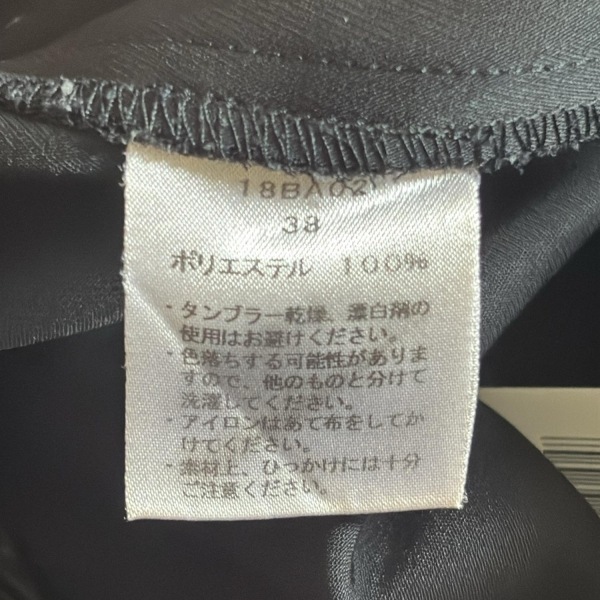 38
ポリエステル 100%
・タンブラー乾燥、漂白剤の
使用はお避けください。
・色落ちする可能性がありま
すので、他のものと分けて
洗濯してください。
・アイロンはあて布をしてか
けてください。
・素材上、ひっかけには十分
ご注意ください。